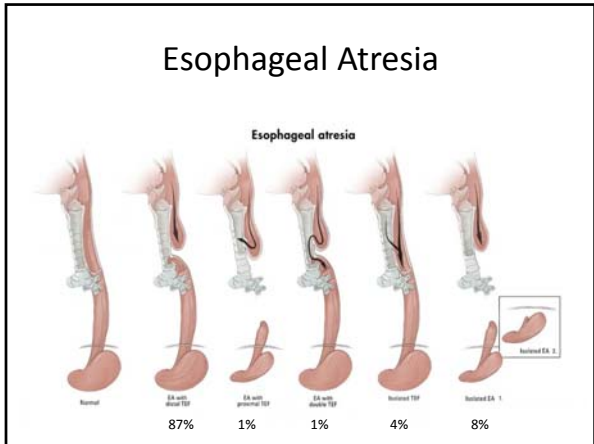 Esophageal Atresia
Esophageal atresia
Isolated EA 2.
Normal
EA with
distal TEF
EA with
proximal TEF
EA with
double TEF
Isolated TEF
Isolated EA 1.
87%
1%
1%
4%
8%